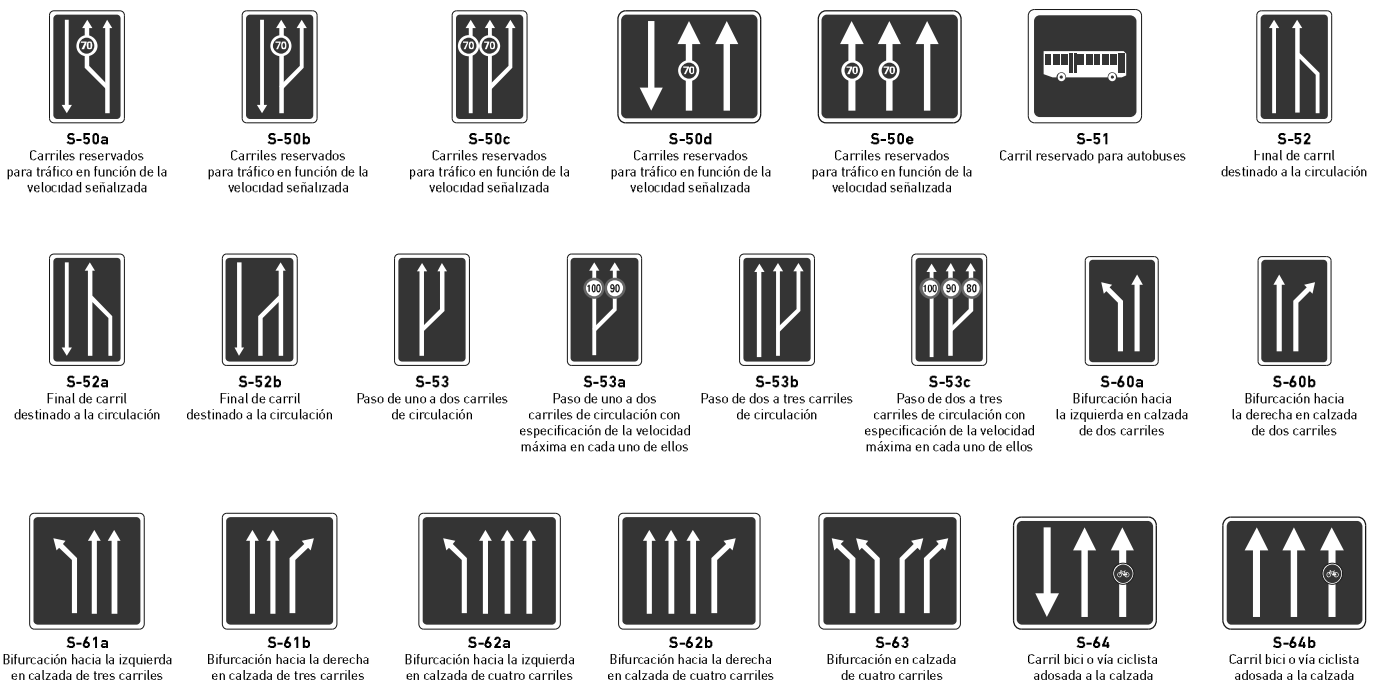 70
70
70 70
70
70 70
S-50a
Carriles reservados
para tráfico en función de la
velocidad señalizada
S-50b
Carriles reservados
para tráfico en función de la
velocidad señalizada
S-50c
Carriles reservados
para tráfico en función de la
velocidad señalizada
S-50d
Carriles reservados
para tráfico en función de la
velocidad señalizada
S-50e
Carriles reservados
para tráfico en función de la
velocidad señalizada
S-51
Carril reservado para autobuses
S-52
Final de carril
destinado a la circulación
S-52a
Final de carril
destinado a la circulación
S-52b
Final de carril
destinado a la circulación
S-53
Paso de uno a dos carriles
de circulación
100 90
S-53a
Paso de uno a dos
carriles de circulación con
especificación de la velocidad
máxima en cada uno de ellos
S-53b
Paso de dos a tres carriles
de circulación
100 90 80
S-53c
Paso de dos a tres
carriles de circulación con
especificación de la velocidad
máxima en cada uno de ellos
S-60a
Bifurcación hacia
la izquierda en calzada
de dos carriles
S-60b
Bifurcación hacia
la derecha en calzada
de dos carriles
S-61a
Bifurcación hacia la izquierda
en calzada de tres carriles
S-61b
Bifurcación hacia la derecha
en calzada de tres carriles
S-62a
Bifurcación hacia la izquierda
en calzada de cuatro carriles
S-62b
Bifurcación hacia la derecha
en calzada de cuatro carriles
S-63
Bifurcación en calzada
de cuatro carriles
S-64
Carril bici o vía ciclista
adosada a la calzada
S-64b
Carril bici o vía ciclista
adosada a la calzada